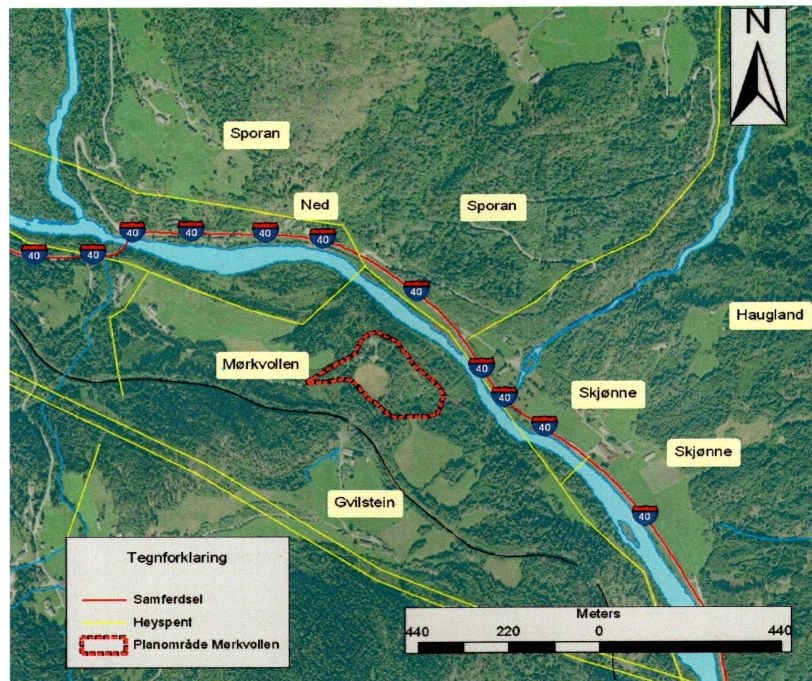 N
Sporan
Ned
Sporan
40
40
40
40
40
40
40
40
Haugland
Mørkvollen
40
40
Skjønne
Skjønne
Gvilstein
40
Tegnforklaring
Samferdsel
Høyspent
Planområde Mørkvollen
Meters
440 220 0 440